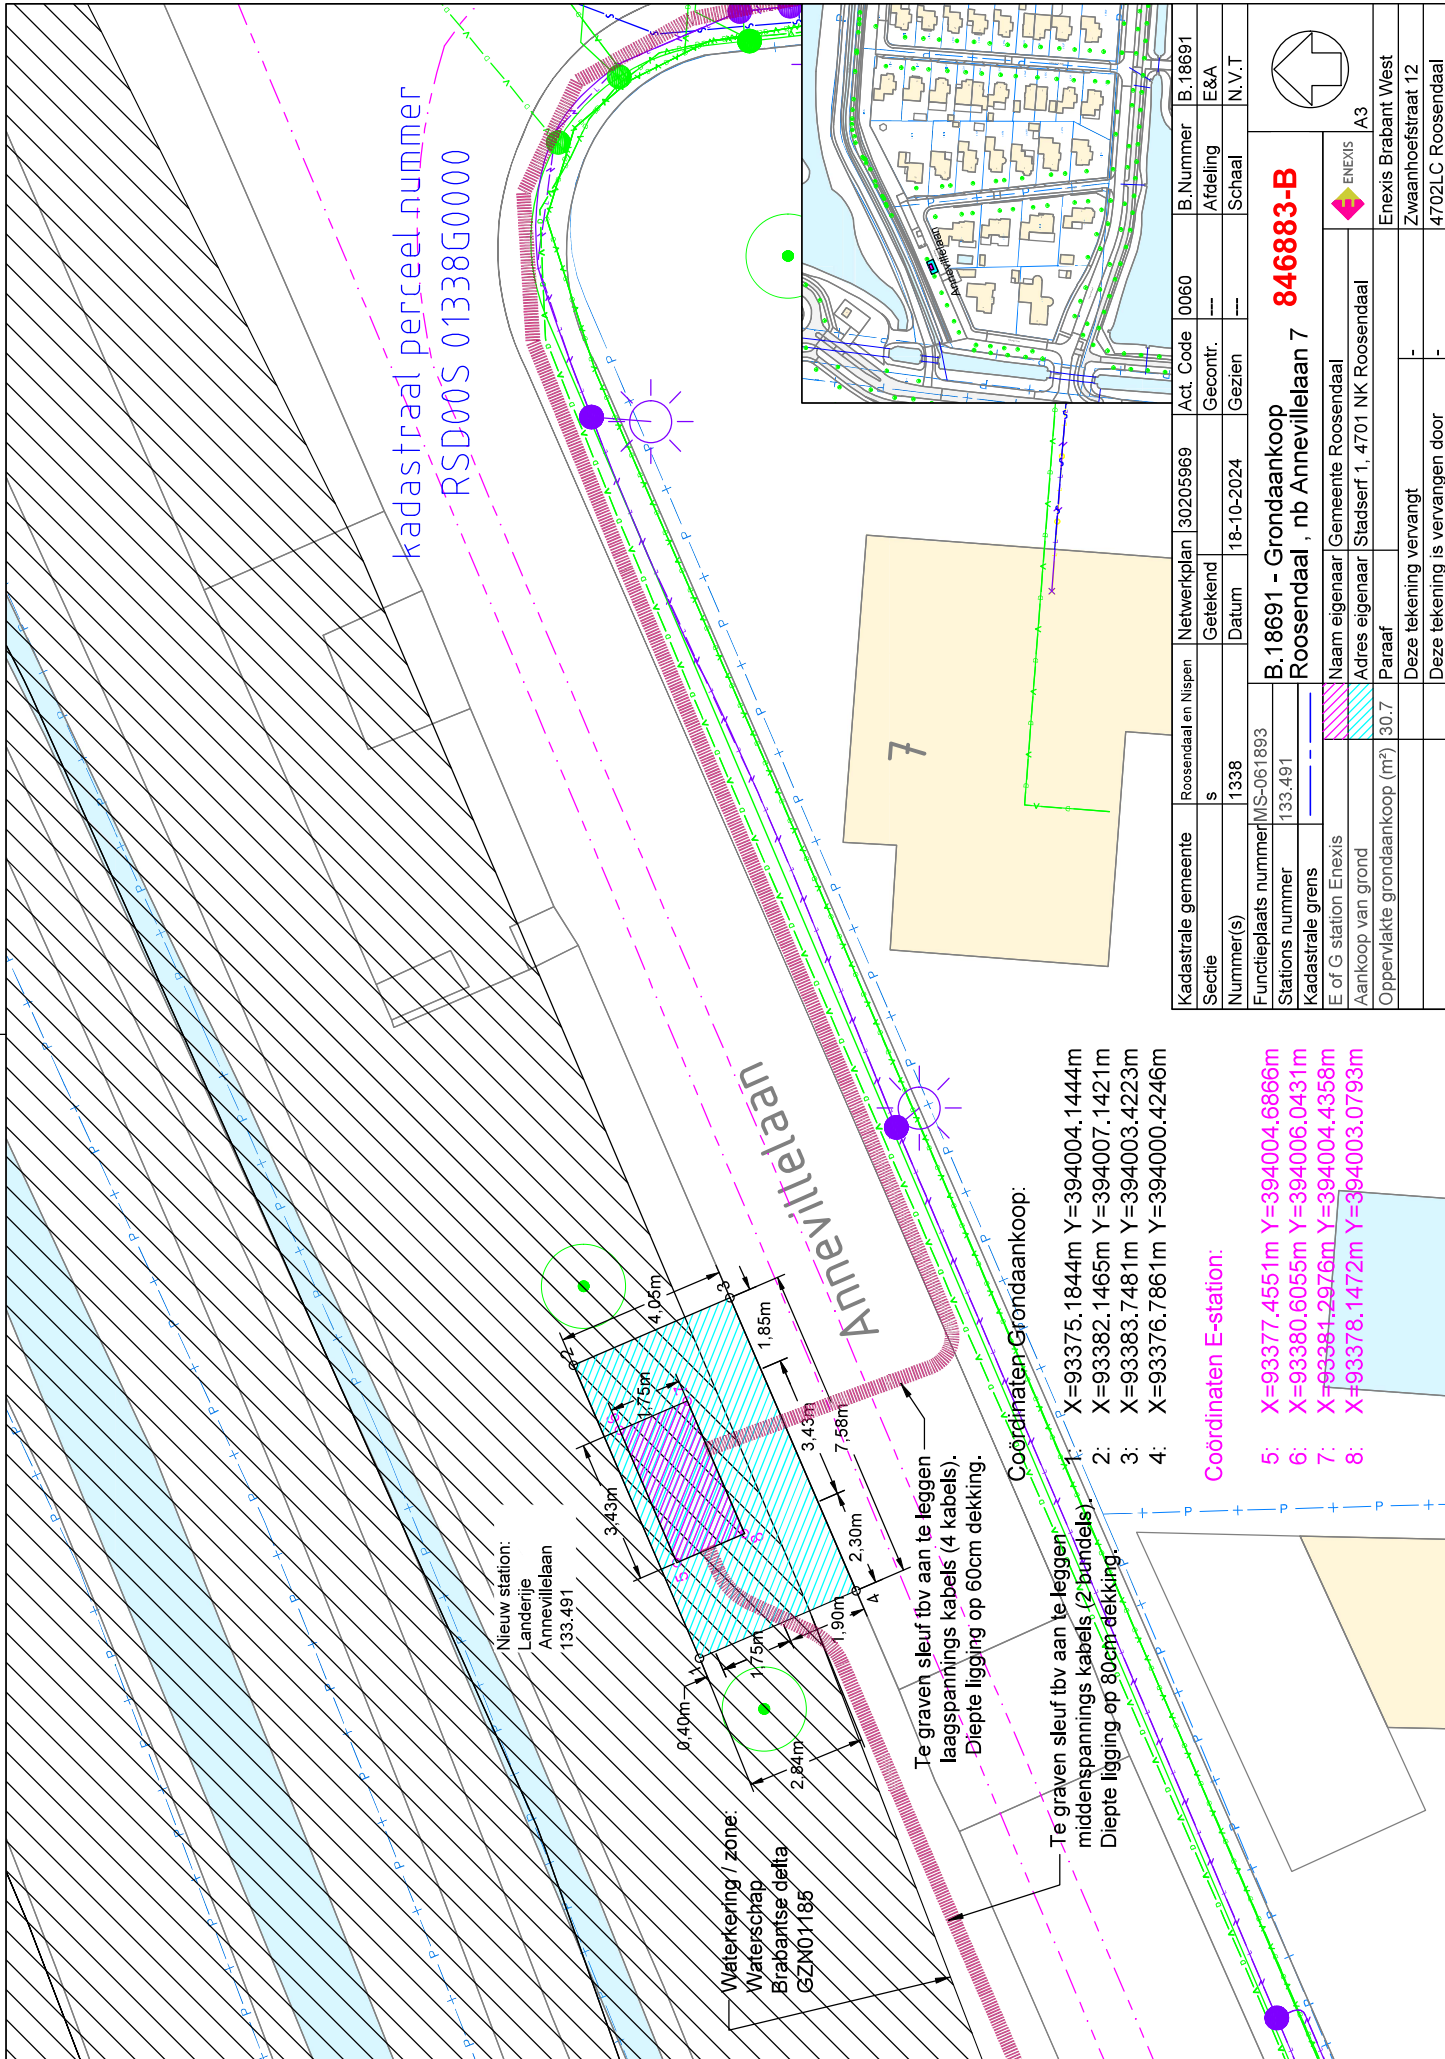 kadastraal perceel nummer
RSD00S 01338G0000
Annevillelaan
7
Nieuw station:
Landerije
Annevillelaan
133.491
Waterkering / zone:
Waterschap
Brabantse delta
GZN01185
0,40m
2,84m
1,75m
1,90m
3,43m
1,75m
4,05m
1,85m
3,43m
7,58m
2,30m
1
2
3
4
5
6
7
8
Te graven sleuf tbv aan te leggen
laagspannings kabels (4 kabels).
Diepte ligging op 60cm dekking.
Te graven sleuf tbv aan te leggen
middenspannings kabels (2 bundels).
Diepte ligging op 80cm dekking.
Coördinaten Grondaankoop:
1: X=93375.1844m Y=394004.1444m
2: X=93382.1465m Y=394007.1421m
3: X=93383.7481m Y=394003.4223m
4: X=93376.7861m Y=394000.4246m
Coördinaten E-station:
5: X=93377.4551m Y=394004.6866m
6: X=93380.6055m Y=394006.0431m
7: X=93381.2976m Y=394004.4358m
8: X=93378.1472m Y=394003.0793m
Annevillelaan
Kadastrale gemeente Roosendaal en Nispen Netwerkplan 30205969 Act. Code 0060 B.Nummer B.18691
Sectie s Getekend Gecontr. --- Afdeling E&A
Nummer(s) 1338 Datum 18-10-2024 Gezien --- Schaal N.V.T
Functieplaats nummer MS-061893
Stations nummer 133.491
Kadastrale grens
B.18691 - Grondaankoop
Roosendaal , nb Annevillelaan 7
846883-B
E of G station Enexis
Naam eigenaar Gemeente Roosendaal
ENEXIS
A3
Aankoop van grond
Adres eigenaar Stadserf 1, 4701 NK Roosendaal
Oppervlakte grondaankoop (m²) 30.7 Paraaf Enexis Brabant West
Deze tekening vervangt - Zwaanhoefstraat 12
Deze tekening is vervangen door - 4702LC Roosendaal